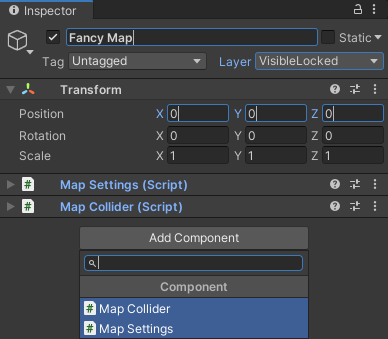 Inspector
Fancy Map Static
Tag Untagged Layer VisibleLocked
Transform
Position X 0 Y 0 Z 0
Rotation X 0 Y 0 Z 0
Scale X 1 Y 1 Z 1
# Map Settings (Script)
# Map Collider (Script)
Add Component
Component
# Map Collider
# Map Settings